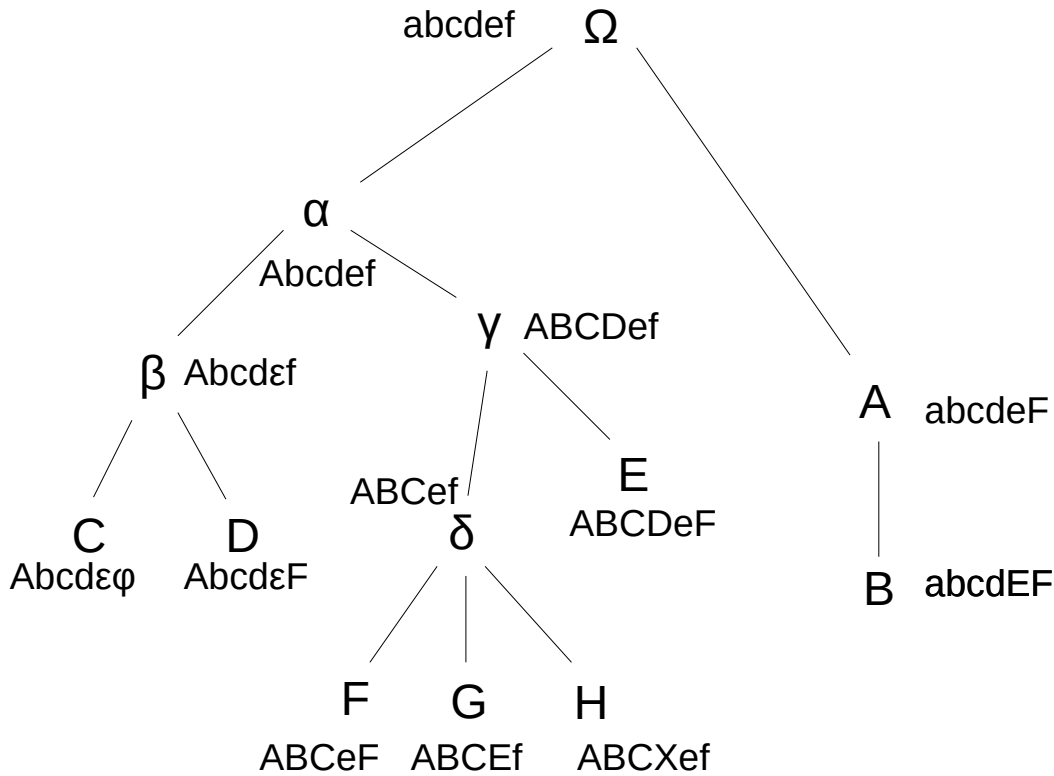 abcdef Ω
α
Abcdef
γ ABCDef
β Abcdεf
A abcdeF
ABCef
δ
E
ABCDeF
C D
Abcdεφ AbcdεF
B abcdEF
F G H
ABCeF ABCEf ABCXef